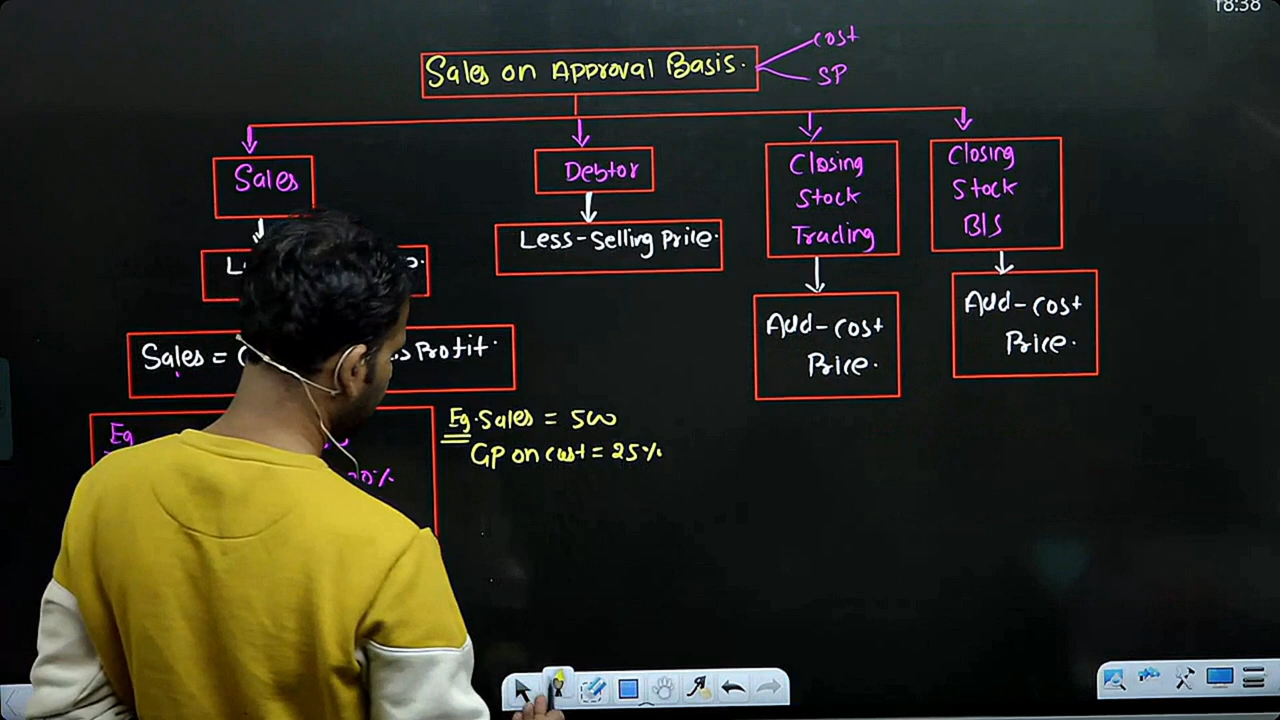 18:38
Sales on Approval Basis.
cost
SP
Sales
Debtor
Closing
Stock
Trading
Closing
Stock
B/S
Less-Selling Price.
Add-cost
Price.
Add-cost
Price.
Sales =
Profit.
Eg
Eg. Sales = 500
GP on cost = 25%